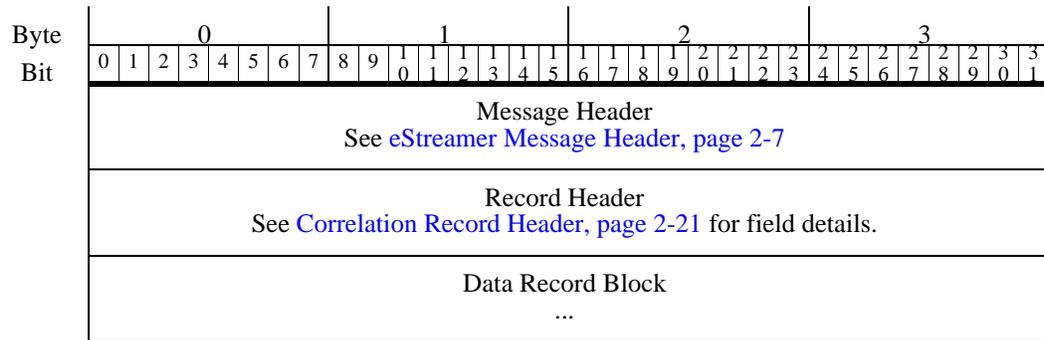 Byte 0 1 2 3
Bit 0 1 2 3 4 5 6 7 8 9 10 11 12 13 14 15 16 17 18 19 20 21 22 23 24 25 26 27 28 29 30 31
Message Header
See eStreamer Message Header, page 2-7
Record Header
See Correlation Record Header, page 2-21 for field details.
Data Record Block
...